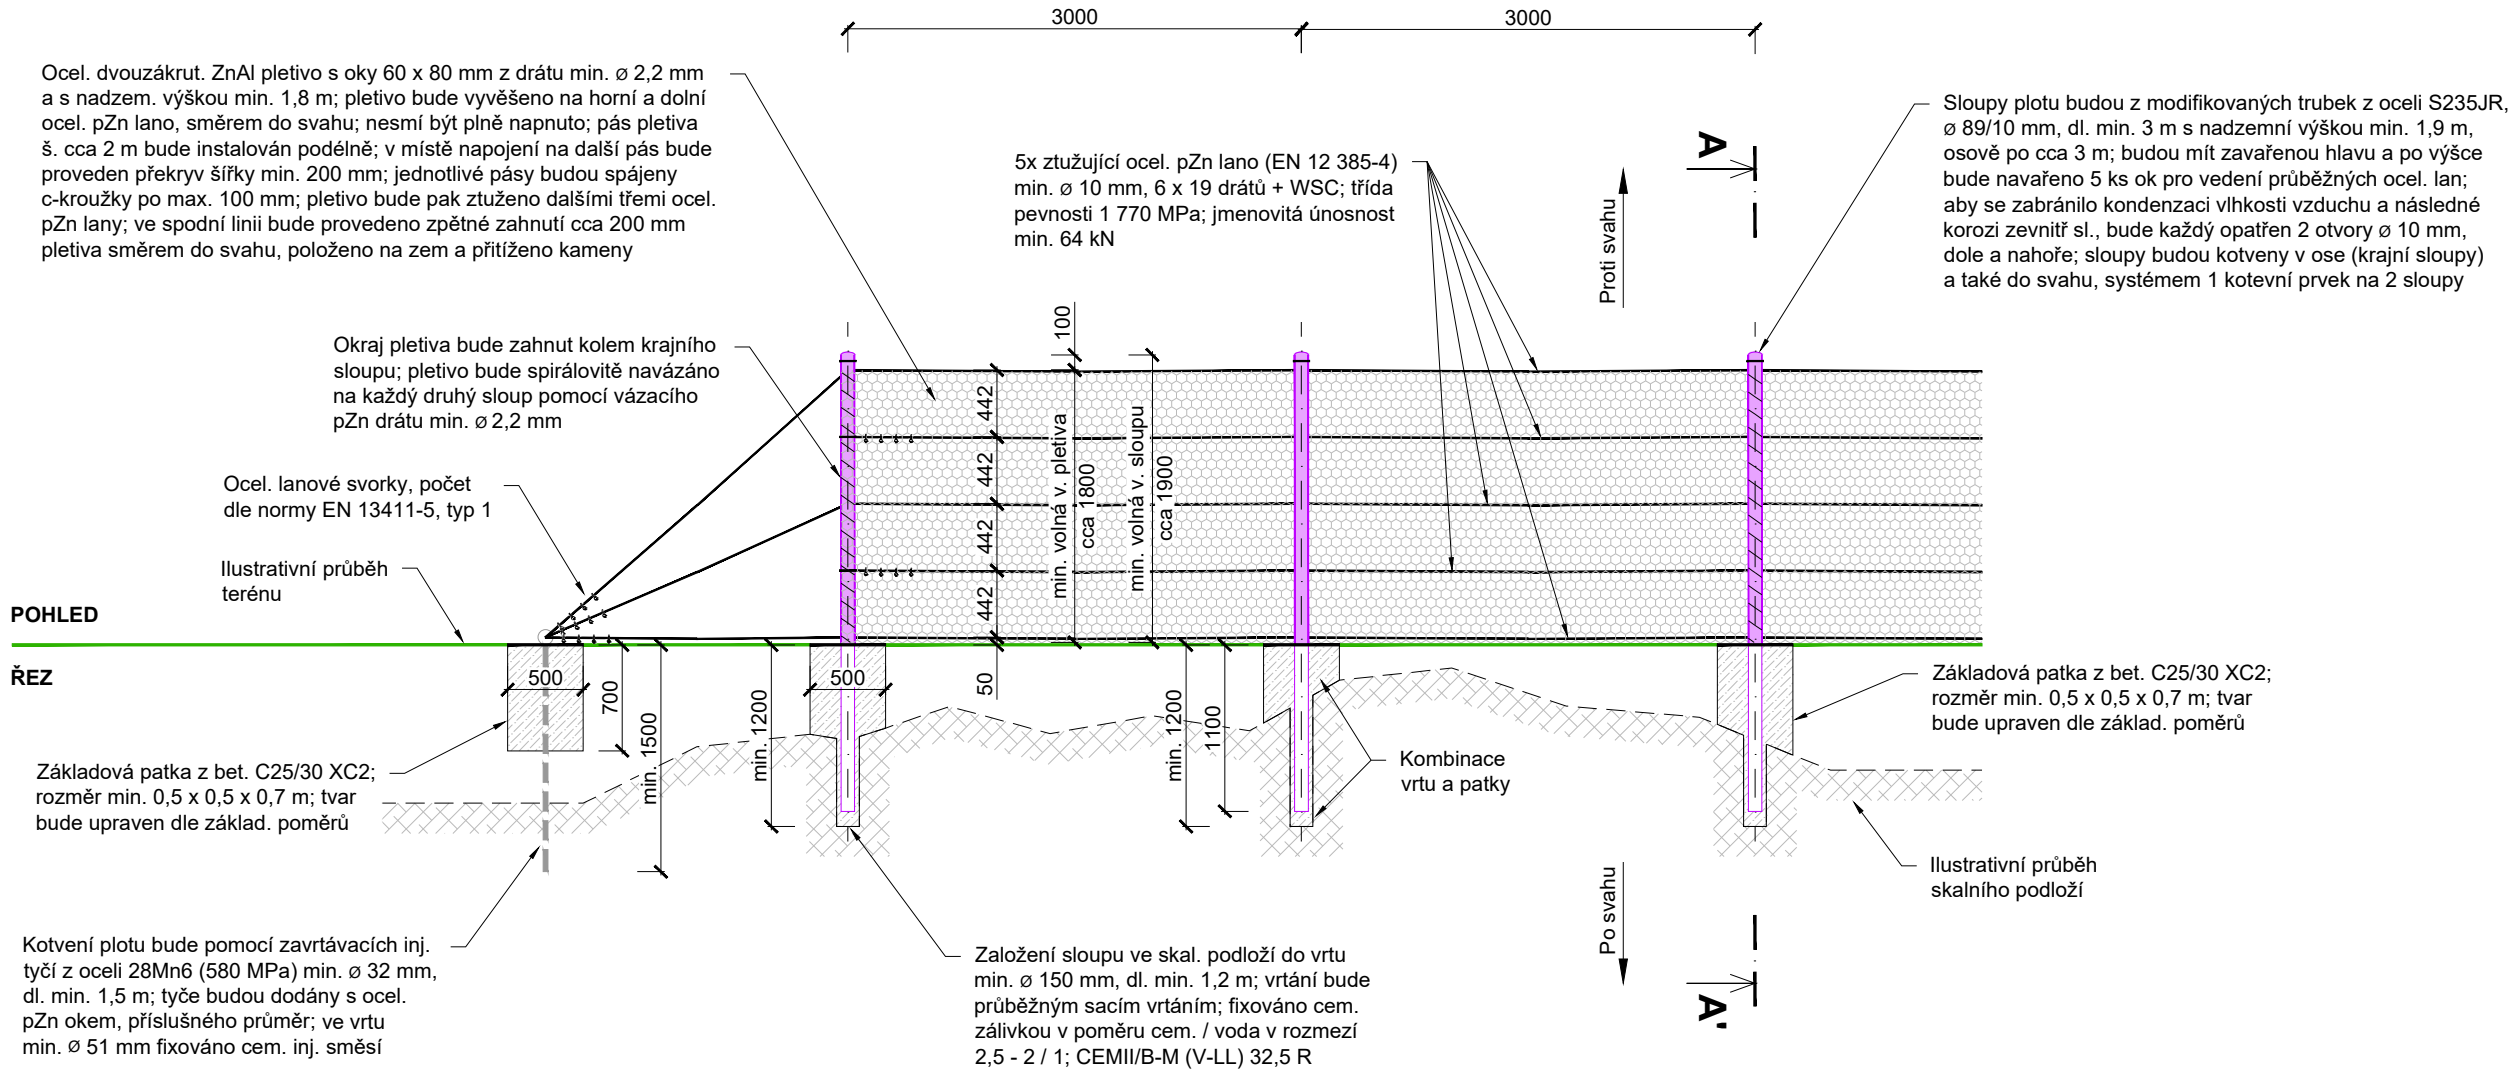 3000
3000
Ocel. dvouzákrut. ZnAl pletivo s oky 60 x 80 mm z drátu min. ø 2,2 mm
a s nadzem. výškou min. 1,8 m; pletivo bude vyvěšeno na horní a dolní
ocel. pZn lano, směrem do svahu; nesmí být plně napnuto; pás pletiva
š. cca 2 m bude instalován podélně; v místě napojení na další pás bude
proveden překryv šířky min. 200 mm; jednotlivé pásy budou spájeny
c-kroužky po max. 100 mm; pletivo bude pak ztuženo dalšími třemi ocel.
pZn lany; ve spodní linii bude provedeno zpětné zahnutí cca 200 mm
pletiva směrem do svahu, položeno na zem a přitíženo kameny
5x ztužující ocel. pZn lano (EN 12 385-4)
min. ø 10 mm, 6 x 19 drátů + WSC; třída
pevnosti 1 770 MPa; jmenovitá únosnost
min. 64 kN
A
Proti svahu
Sloupy plotu budou z modifikovaných trubek z oceli S235JR,
ø 89/10 mm, dl. min. 3 m s nadzemní výškou min. 1,9 m,
osově po cca 3 m; budou mít zavařenou hlavu a po výšce
bude navařeno 5 ks ok pro vedení průběžných ocel. lan;
aby se zabránilo kondenzaci vlhkosti vzduchu a následné
korozi zevnitř sl., bude každý opatřen 2 otvory ø 10 mm,
dole a nahoře; sloupy budou kotveny v ose (krajní sloupy)
a také do svahu, systémem 1 kotevní prvek na 2 sloupy
Okraj pletiva bude zahnut kolem krajního
sloupu; pletivo bude spirálovitě navázáno
na každý druhý sloup pomocí vázacího
pZn drátu min. ø 2,2 mm
100
442
442
442
442
min. volná v. pletiva
cca 1800
min. volná v. sloupu
cca 1900
Ocel. lanové svorky, počet
dle normy EN 13411-5, typ 1
Ilustrativní průběh
terénu
POHLED
ŘEZ
500
700
min. 1500
min. 1200
500
50
min. 1200
1100
Základová patka z bet. C25/30 XC2;
rozměr min. 0,5 x 0,5 x 0,7 m; tvar
bude upraven dle základ. poměrů
Kombinace
vrtu a patky
Základová patka z bet. C25/30 XC2;
rozměr min. 0,5 x 0,5 x 0,7 m; tvar
bude upraven dle základ. poměrů
Ilustrativní průběh
skalního podloží
Po svahu
A'
Kotvení plotu bude pomocí zavrtávacích inj.
tyčí z oceli 28Mn6 (580 MPa) min. ø 32 mm,
dl. min. 1,5 m; tyče budou dodány s ocel.
pZn okem, příslušného průměr; ve vrtu
min. ø 51 mm fixováno cem. inj. směsí
Založení sloupu ve skal. podloží do vrtu
min. ø 150 mm, dl. min. 1,2 m; vrtání bude
průběžným sacím vrtáním; fixováno cem.
zálivkou v poměru cem. / voda v rozmezí
2,5 - 2 / 1; CEMII/B-M (V-LL) 32,5 R